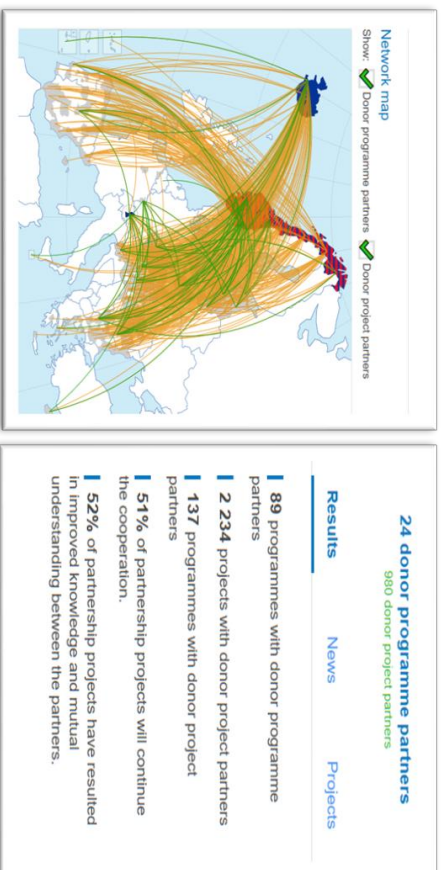 Network map
Show: Donor programme partners Donor project partners
24 donor programme partners
980 donor project partners
Results News Projects
89 programmes with donor programme
partners
2 234 projects with donor project partners
137 programmes with donor project
partners
51% of partnership projects will continue
the cooperation.
52% of partnership projects have resulted
in improved knowledge and mutual
understanding between the partners.